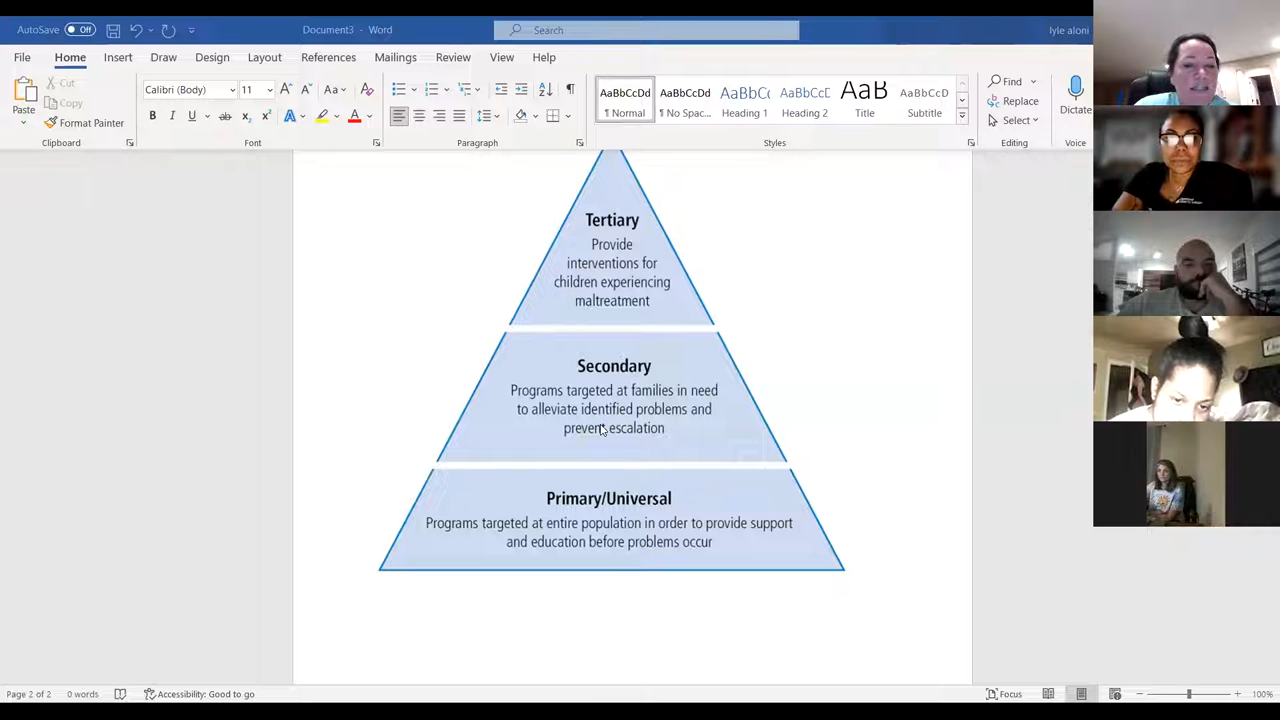 AutoSave Off
Document3 - Word
Search
lyle aloni
File Home Insert Draw Design Layout References Mailings Review View Help
Paste
Cut
Copy
Format Painter
Clipboard
Calibri (Body) 11
Font
Paragraph
AaBbCcDd AaBbCcDd AaBbC( AaBbCcC AaB AaBbCcD
¶ Normal ¶ No Spac... Heading 1 Heading 2 Title Subtitle
Styles
Find
Replace
Select
Editing
Dictate
Voice
Tertiary
Provide
interventions for
children experiencing
maltreatment
Secondary
Programs targeted at families in need
to alleviate identified problems and
prevent escalation
Primary/Universal
Programs targeted at entire population in order to provide support
and education before problems occur
Page 2 of 2 0 words Accessibility: Good to go Focus 100%